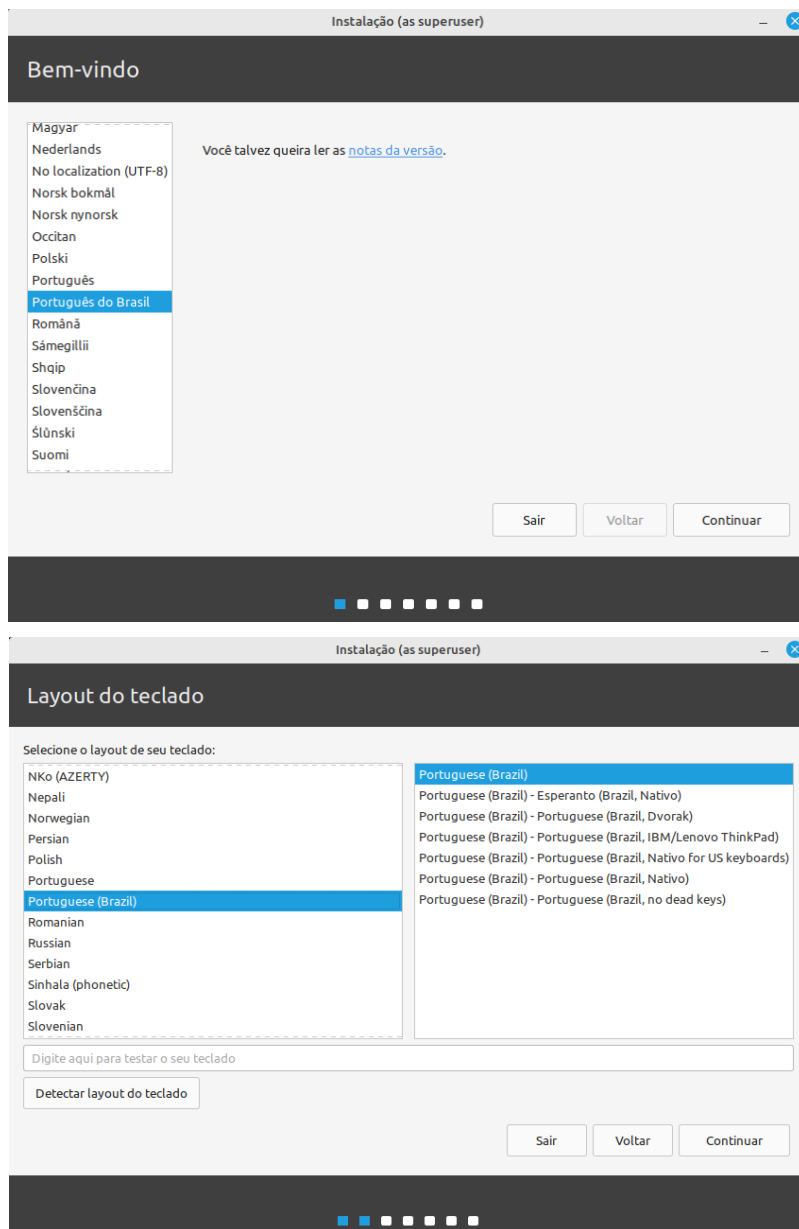 Instalação (as superuser)
Bem-vindo
Magyar
Nederlands
No localization (UTF-8)
Norsk bokmål
Norsk nynorsk
Occitan
Polski
Português
Português do Brasil
Română
Sámegillii
Shqip
Slovenčina
Slovenščina
Ślůnski
Suomi
Você talvez queira ler as notas da versão.
Sair
Voltar
Continuar
Instalação (as superuser)
Layout do teclado
Selecione o layout de seu teclado:
NKo (AZERTY)
Nepali
Norwegian
Persian
Polish
Portuguese
Portuguese (Brazil)
Romanian
Russian
Serbian
Sinhala (phonetic)
Slovak
Slovenian
Portuguese (Brazil)
Portuguese (Brazil) - Esperanto (Brazil, Nativo)
Portuguese (Brazil) - Portuguese (Brazil, Dvorak)
Portuguese (Brazil) - Portuguese (Brazil, IBM/Lenovo ThinkPad)
Portuguese (Brazil) - Portuguese (Brazil, Nativo for US keyboards)
Portuguese (Brazil) - Portuguese (Brazil, Nativo)
Portuguese (Brazil) - Portuguese (Brazil, no dead keys)
Digite aqui para testar o seu teclado
Detectar layout do teclado
Sair
Voltar
Continuar